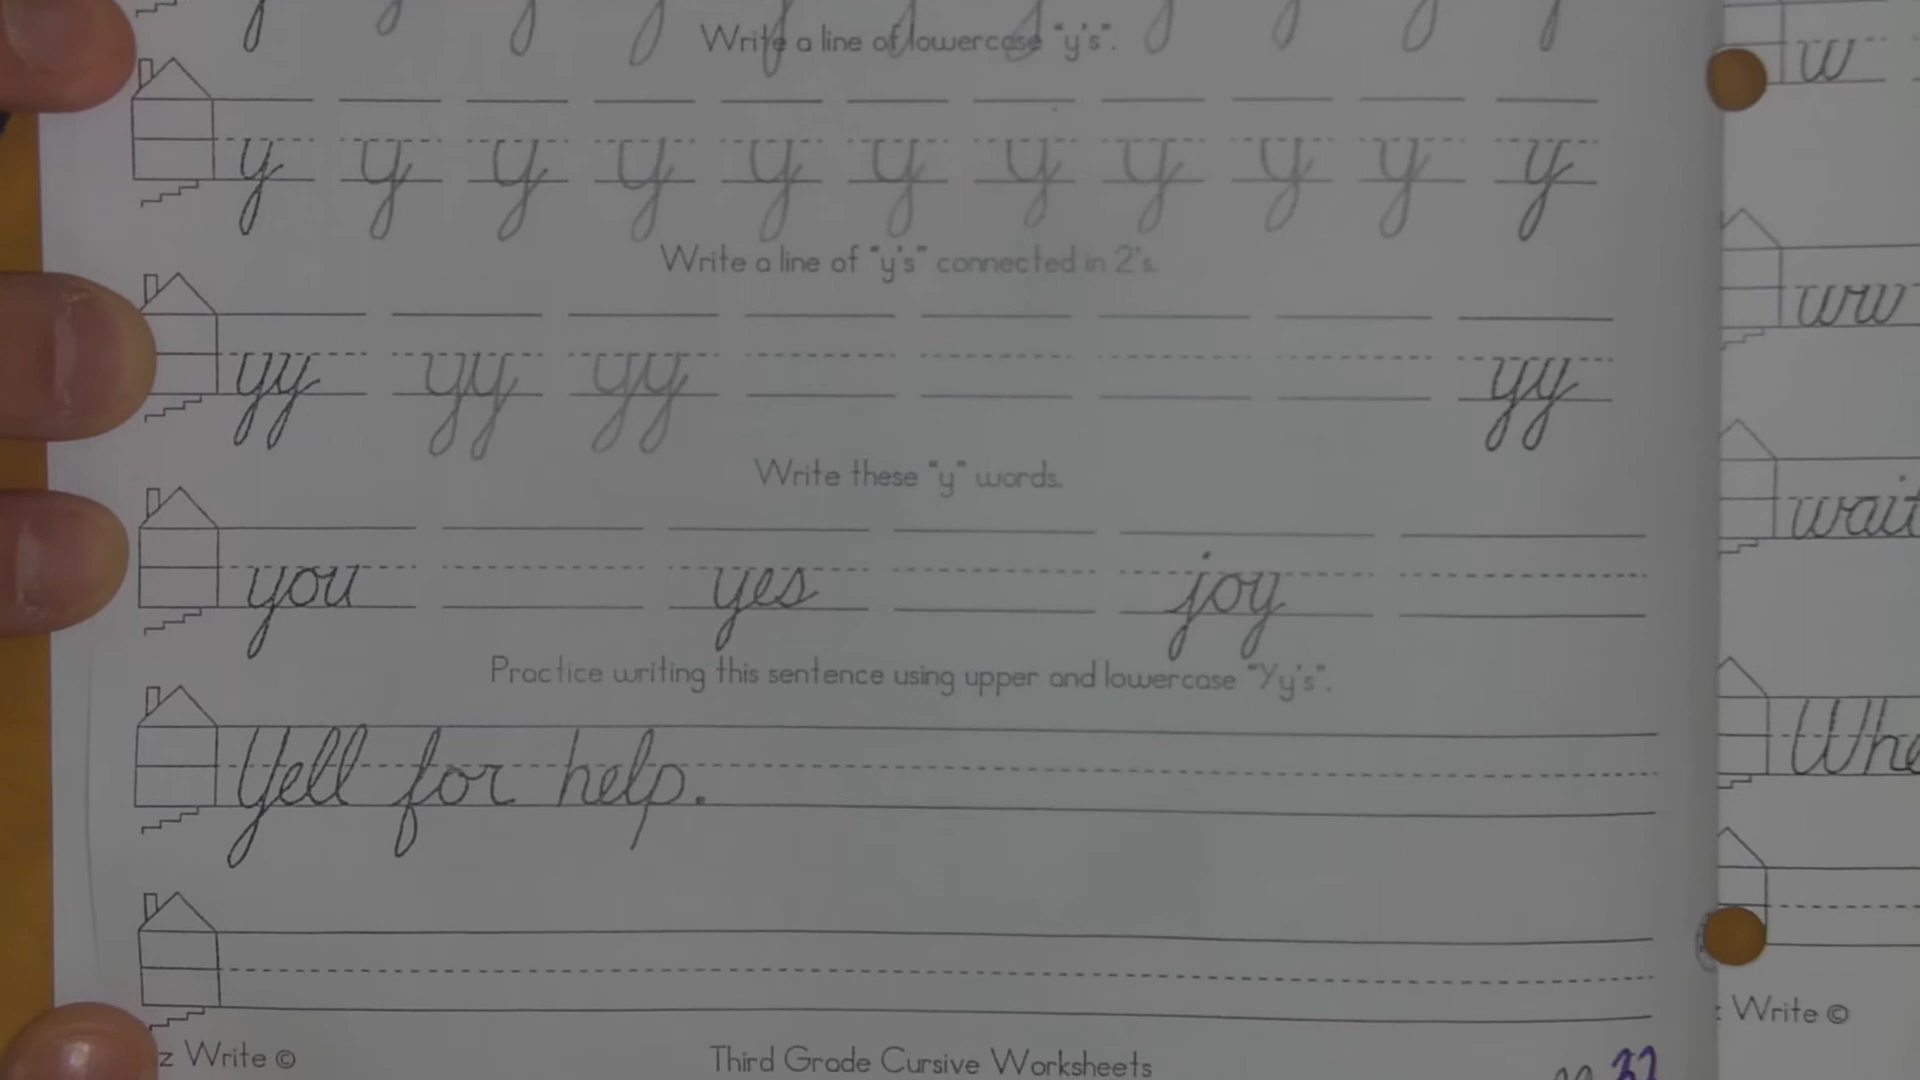 Write a line of lowercase "y's".
y y y y y y y y y y y
Write a line of "y's" connected in 2's.
yy yy yy yy
Write these "y" words.
you yes joy
Practice writing this sentence using upper and lowercase "Yy's".
Yell for help.
z Write ©
Third Grade Cursive Worksheets
w
ww
wait
Whe
Write ©